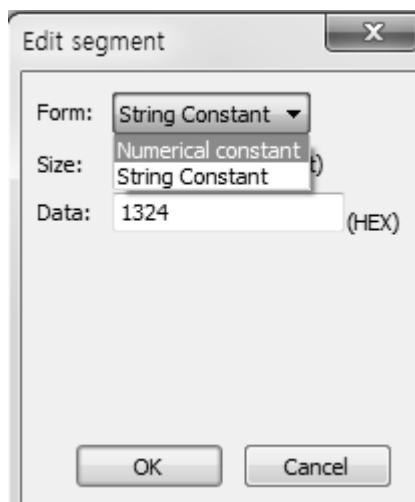 Edit segment
Form: String Constant
Numerical constant
Size: t)
String Constant
Data: 1324 (HEX)
OK Cancel